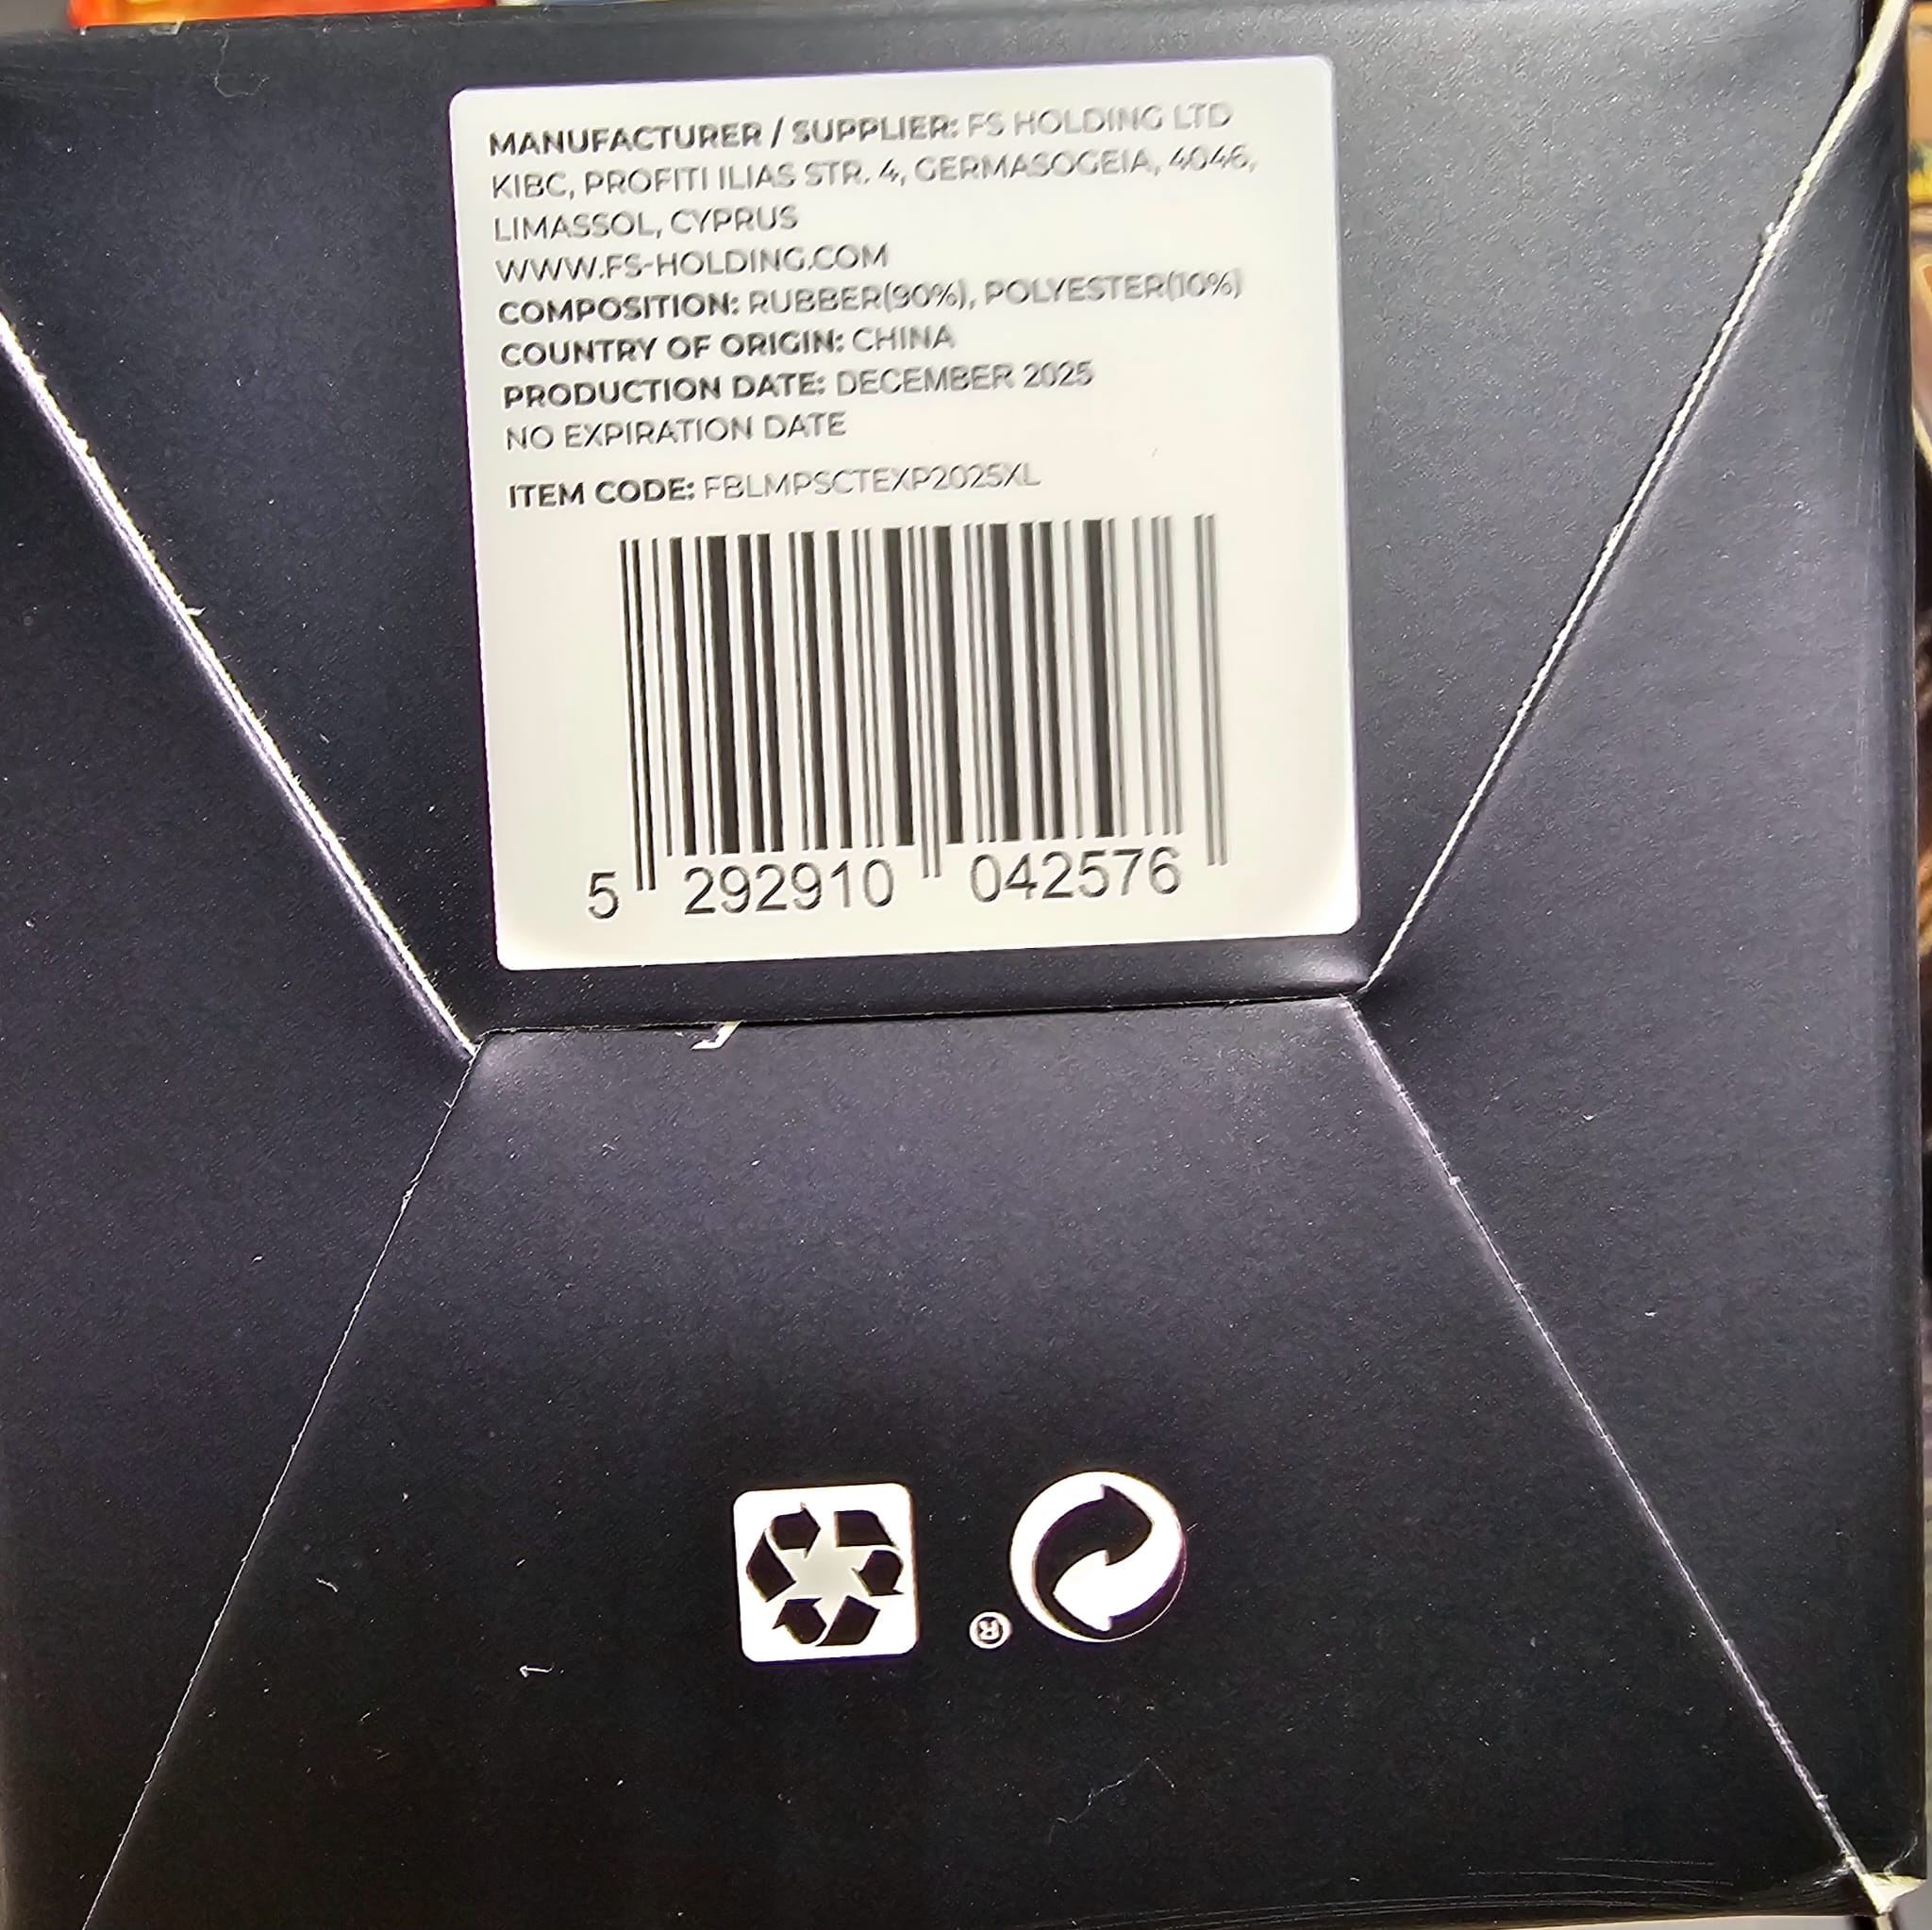 MANUFACTURER / SUPPLIER: FS HOLDING LTD
KIBC, PROFITI ILIAS STR. 4, GERMASOGEIA, 4046,
LIMASSOL, CYPRUS
WWW.FS-HOLDING.COM
COMPOSITION: RUBBER(90%), POLYESTER(10%)
COUNTRY OF ORIGIN: CHINA
PRODUCTION DATE: DECEMBER 2025
NO EXPIRATION DATE
ITEM CODE: FBLMPSCTEXP2025XL
5 292910 042576
®